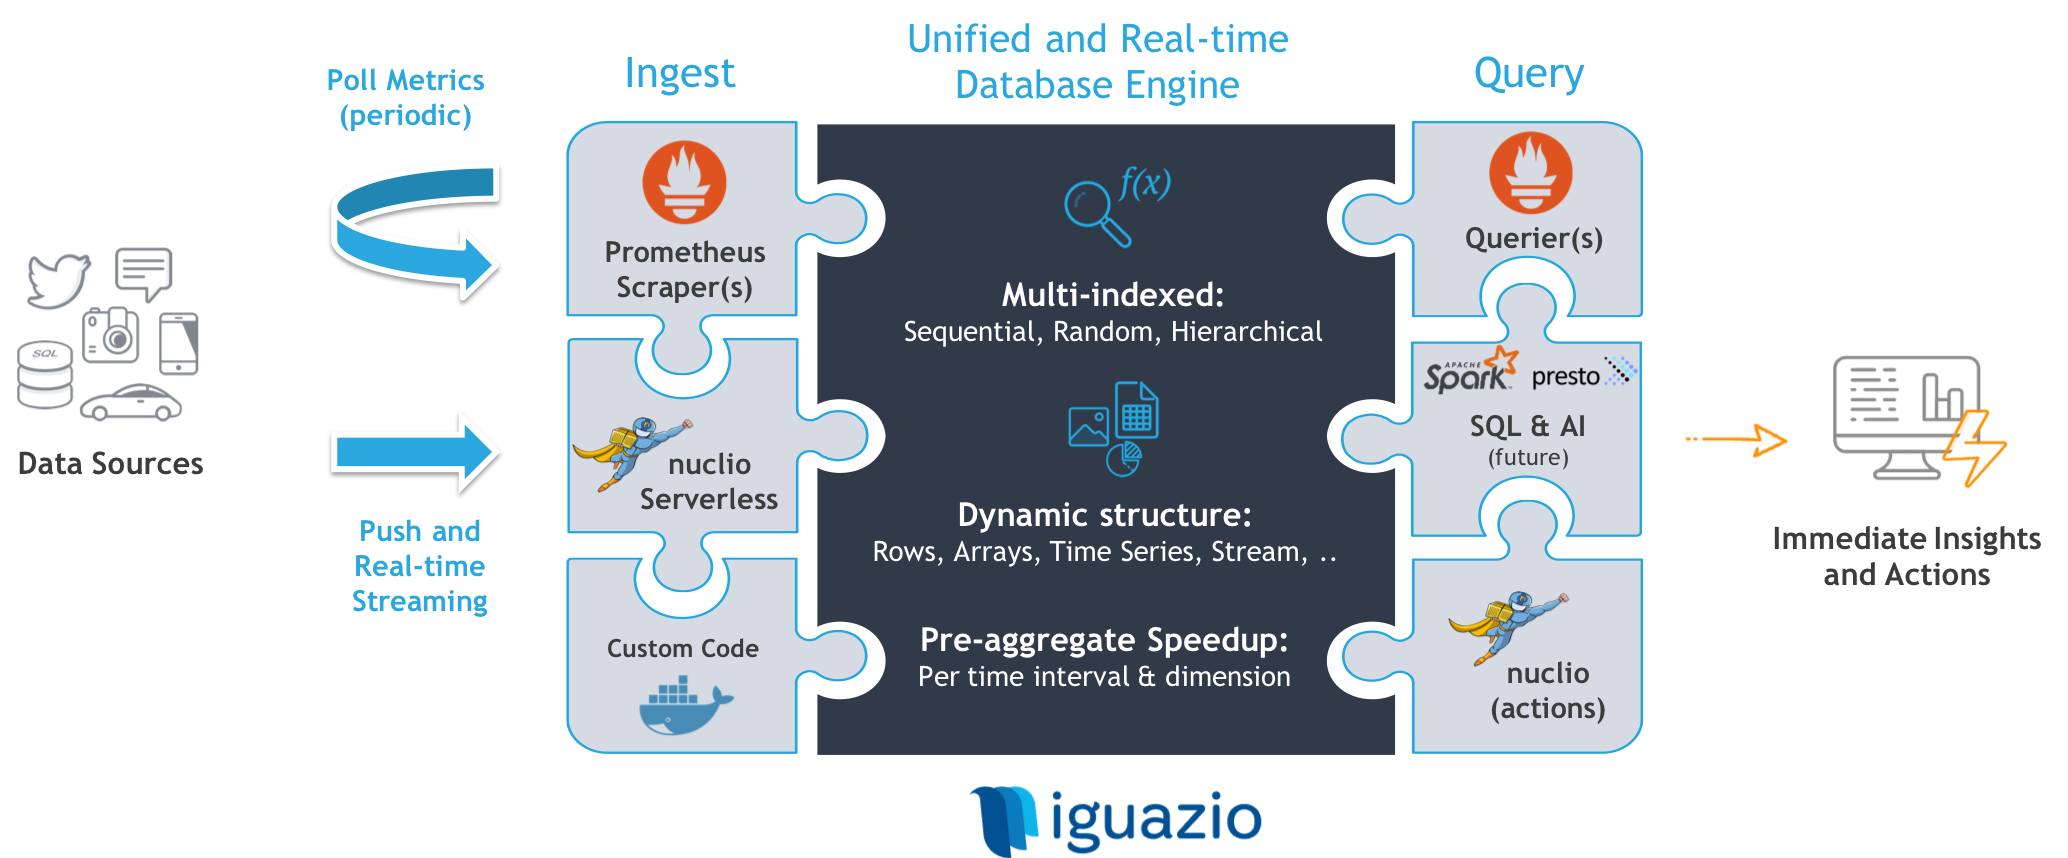 Poll Metrics
(periodic)
SQL
Data Sources
Push and
Real-time
Streaming
Ingest
Prometheus
Scraper(s)
nuclio
Serverless
Custom Code
Unified and Real-time
Database Engine
f(x)
Multi-indexed:
Sequential, Random, Hierarchical
Dynamic structure:
Rows, Arrays, Time Series, Stream, ..
Pre-aggregate Speedup:
Per time interval & dimension
Query
Querier(s)
APACHE
Spark
presto
SQL & AI
(future)
nuclio
(actions)
Immediate Insights
and Actions
iguazio